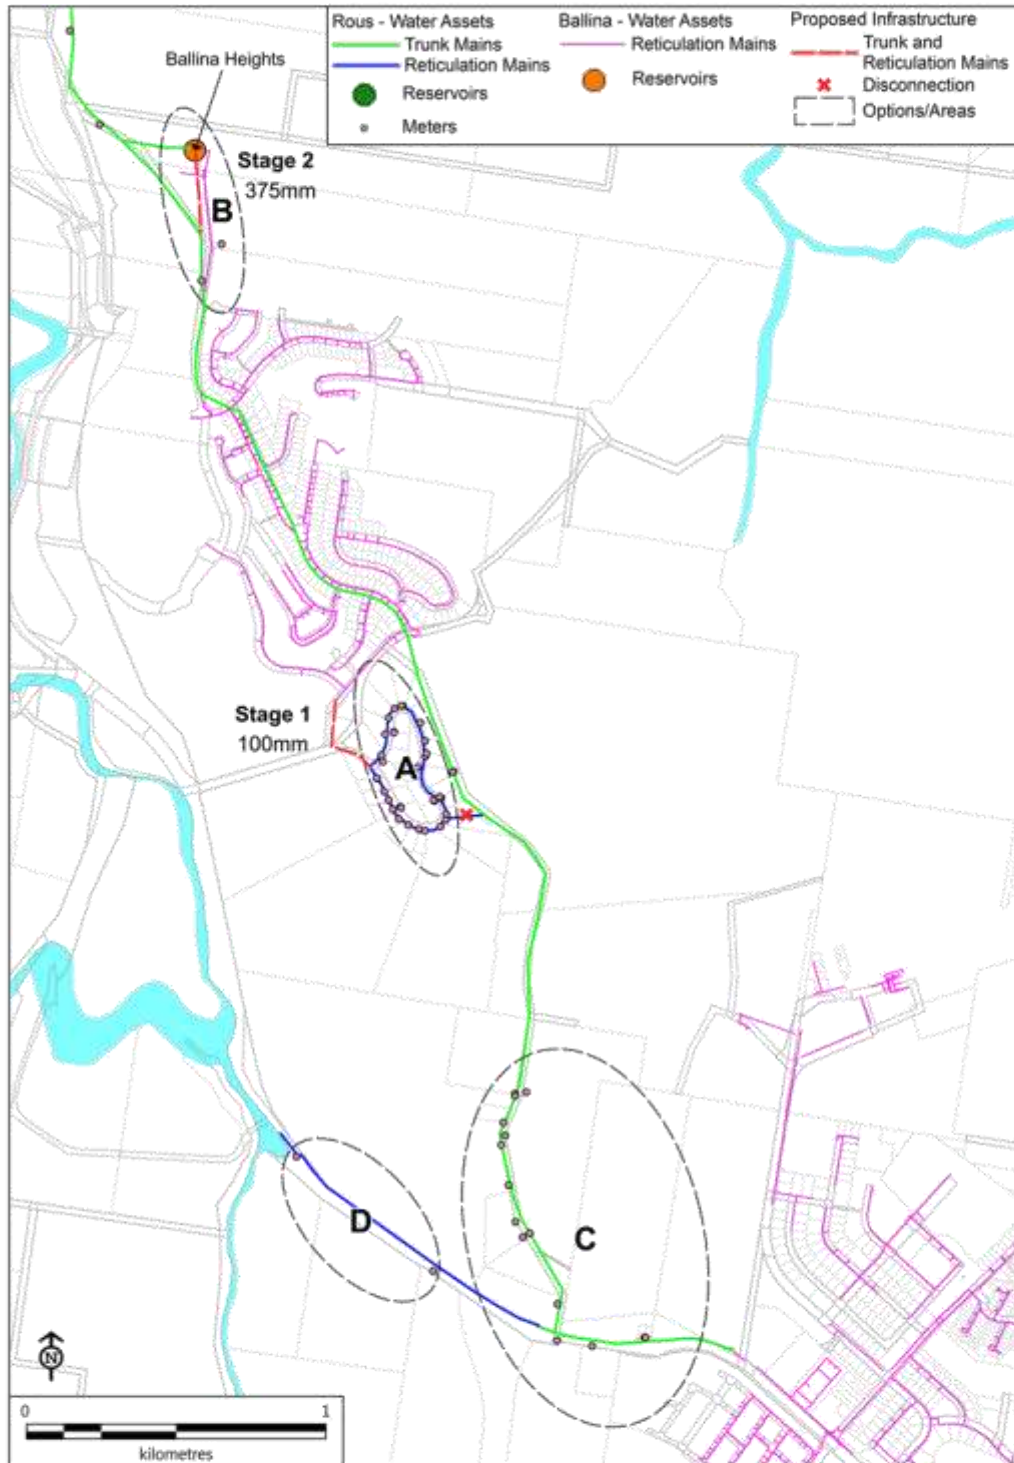 Rous - Water Assets
Trunk Mains
Reticulation Mains
Reservoirs
Meters
Ballina - Water Assets
Reticulation Mains
Reservoirs
Proposed Infrastructure
Trunk and
Reticulation Mains
Disconnection
Options/Areas
Ballina Heights
Stage 2
375mm
B
Stage 1
100mm
A
C
D
N
0 1
kilometres